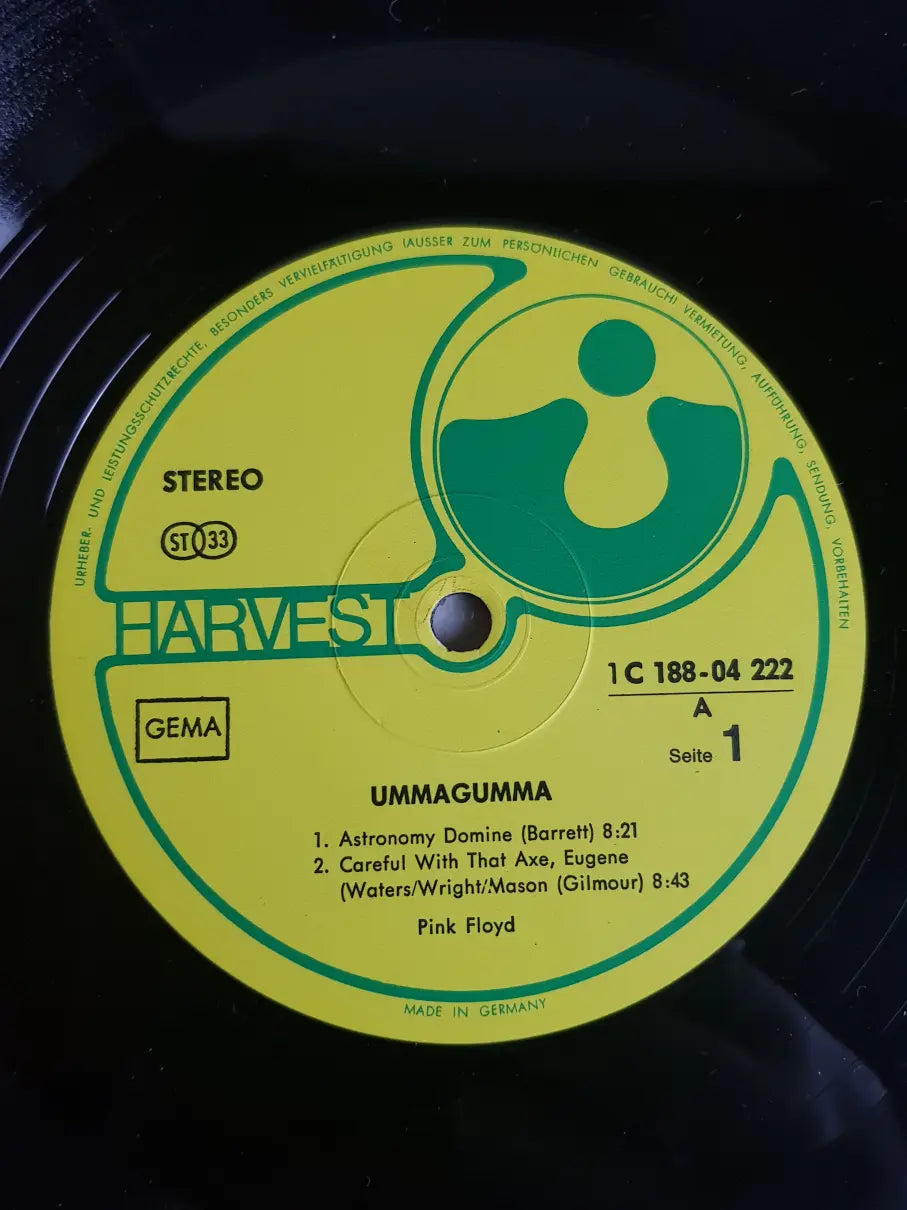 URHEBER- UND LEISTUNGSSCHUTZRECHTE, BESONDERS VERVIELFÄLTIGUNG (AUSSER ZUM PERSÖNLICHEN GEBRAUCH) VERMIETUNG, AUFFÜHRUNG, SENDUNG, VORBEHALTEN
STEREO
ST 33
HARVEST
1 C 188-04 222
A
Seite 1
GEMA
UMMAGUMMA
1. Astronomy Domine (Barrett) 8:21
2. Careful With That Axe, Eugene
(Waters/Wright/Mason (Gilmour) 8:43
Pink Floyd
MADE IN GERMANY